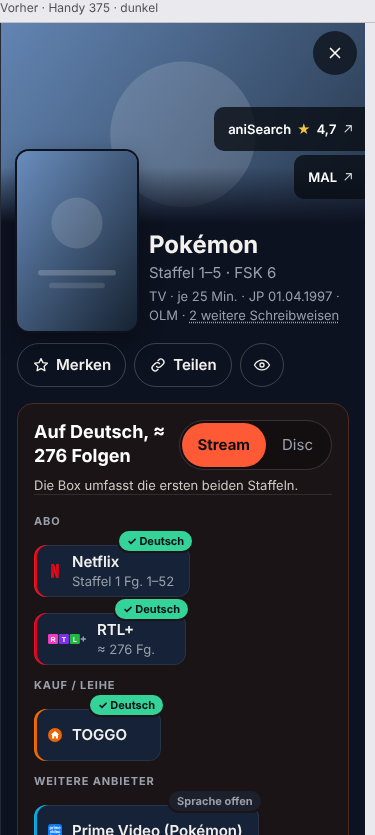 Vorher · Handy 375 · dunkel
aniSearch ★ 4,7 ↗
MAL ↗
Pokémon
Staffel 1–5 · FSK 6
TV · je 25 Min. · JP 01.04.1997 ·
OLM · 2 weitere Schreibweisen
Merken
Teilen
Auf Deutsch, ≈
276 Folgen
Stream
Disc
Die Box umfasst die ersten beiden Staffeln.
ABO
✓ Deutsch
N
Netflix
Staffel 1 Fg. 1–52
✓ Deutsch
RTL+
RTL+
≈ 276 Fg.
KAUF / LEIHE
✓ Deutsch
TOGGO
WEITERE ANBIETER
Sprache offen
prime video
Prime Video (Pokémon)